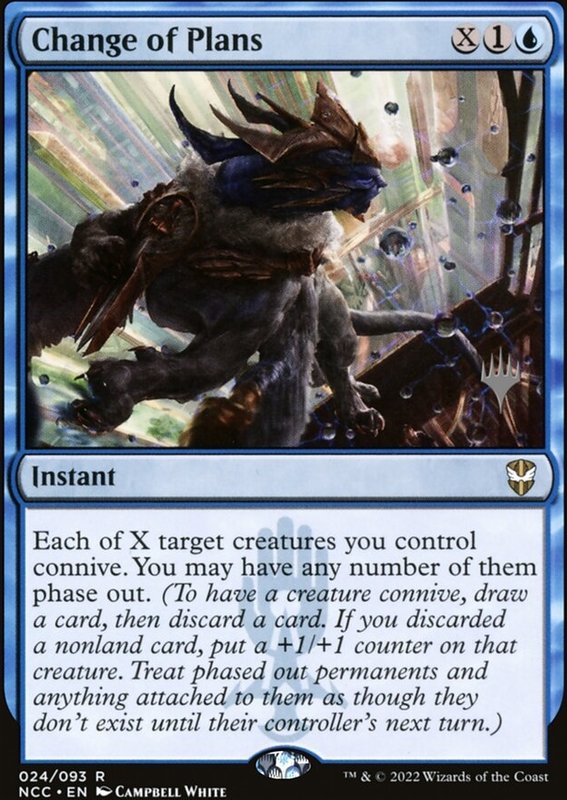 Change of Plans X 1
Instant
Each of X target creatures you control
connive. You may have any number of them
phase out. (To have a creature connive, draw
a card, then discard a card. If you discarded
a nonland card, put a +1/+1 counter on that
creature. Treat phased out permanents and
anything attached to them as though they
don't exist until their controller's next turn.)
024/093 R
NCC • EN Campbell White ™ & © 2022 Wizards of the Coast